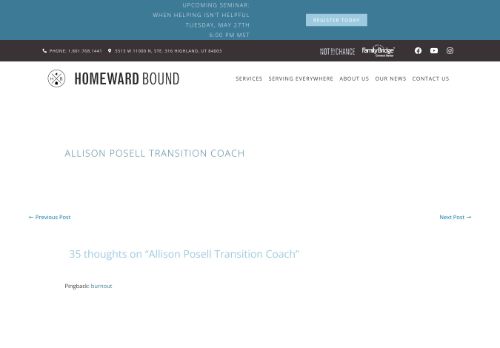 UPCOMING SEMINAR:
WHEN HELPING ISN'T HELPFUL
TUESDAY, MAY 27TH
6:00 PM MST
REGISTER TODAY
PHONE: 1.801.768.1441 5513 W 11000 N, STE. 316 HIGHLAND, UT 84003
NOT BY CHANCE FamilyBridge
HOMEWARD BOUND
SERVICES SERVING EVERYWHERE ABOUT US OUR NEWS CONTACT US
ALLISON POSELL TRANSITION COACH
← Previous Post Next Post →
35 thoughts on “Allison Posell Transition Coach”
Pingback: burnout